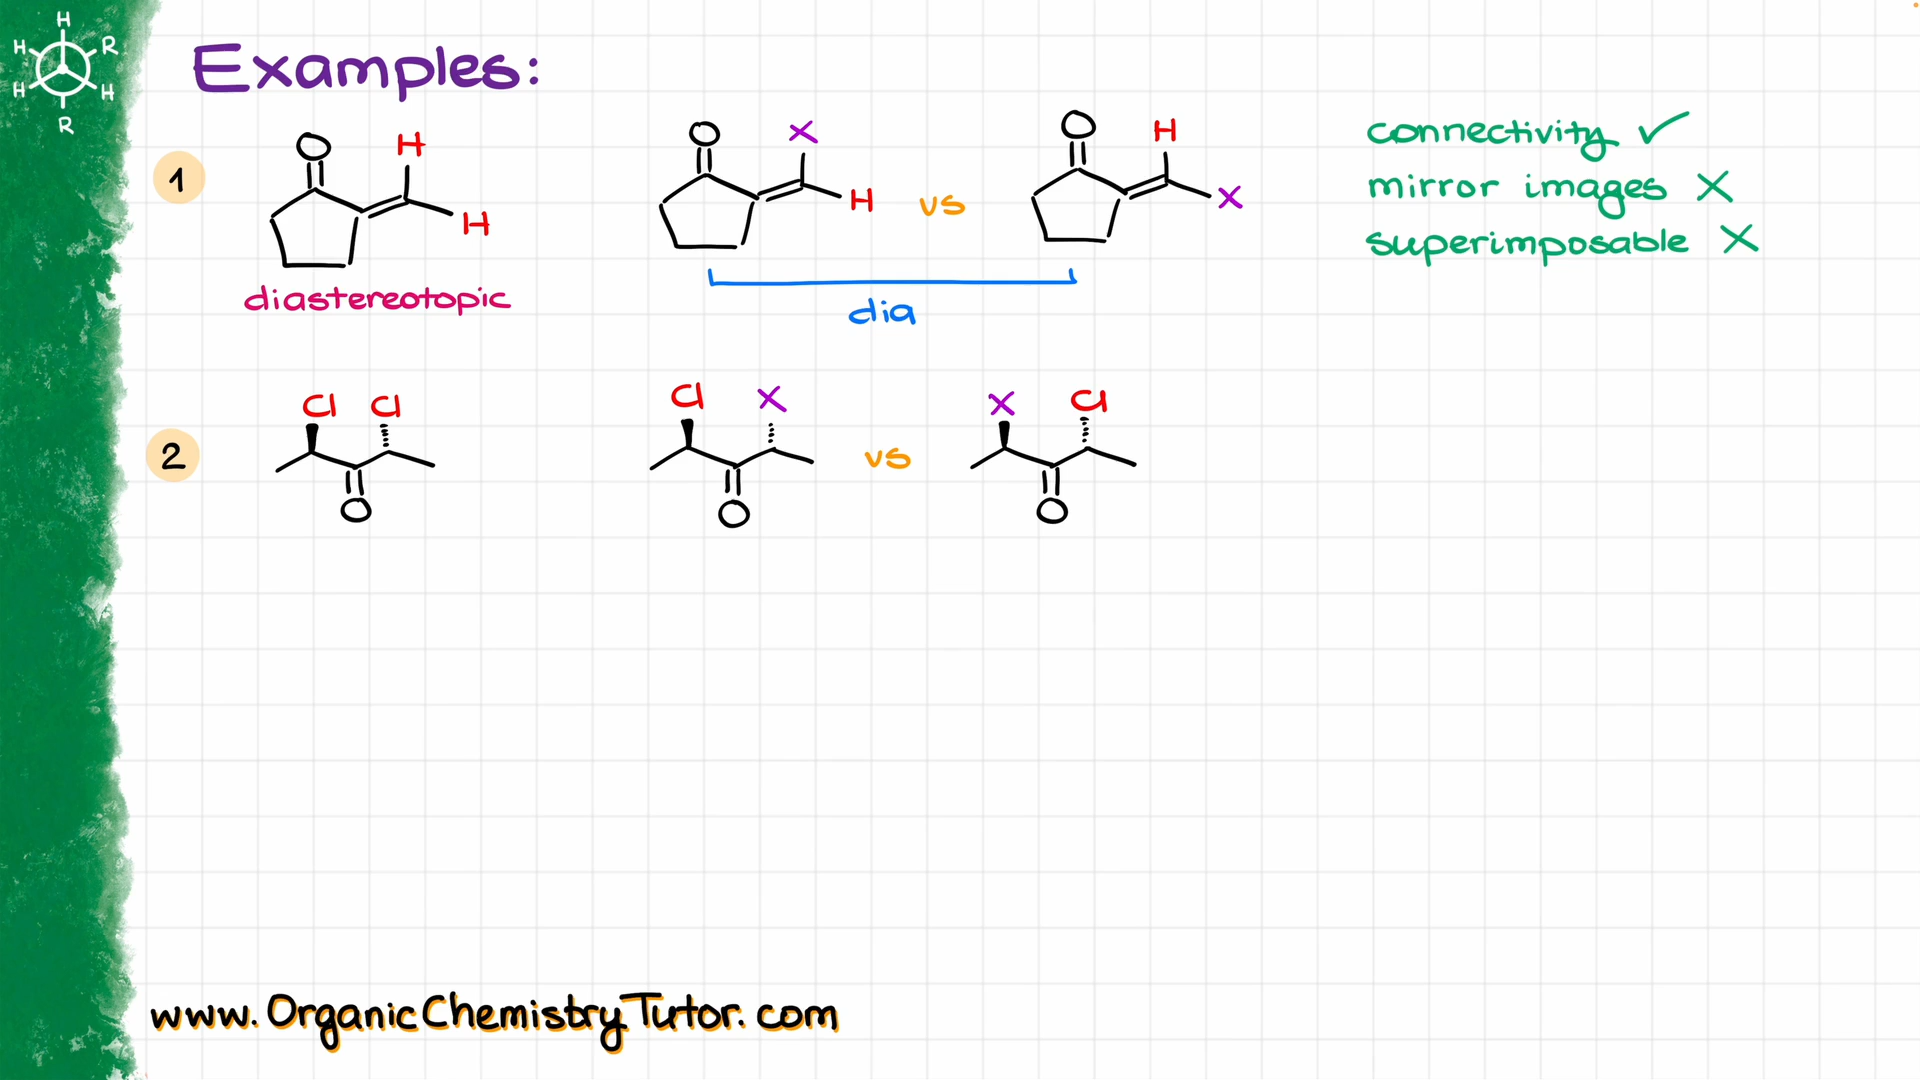 H
H R
H H
R
Examples:
1
O H
H
diastereotopic
O X
H
vs
O H
X
dia
connectivity ✓
mirror images X
superimposable X
2
Cl Cl
O
Cl X
O
vs
X Cl
O
www.OrganicChemistryTutor.com